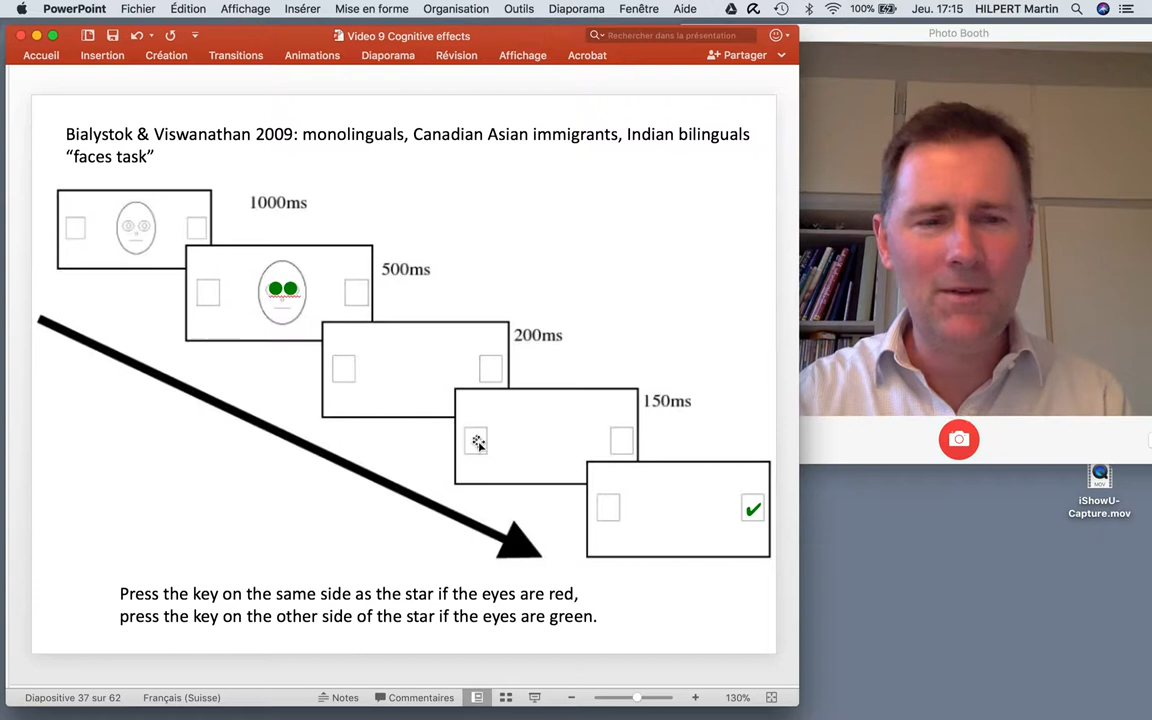 PowerPoint Fichier Édition Affichage Insérer Mise en forme Organisation Outils Diaporama Fenêtre Aide 100% Jeu. 17:15 HILPERT Martin
Video 9 Cognitive effects
Rechercher dans la présentation
Photo Booth
Accueil Insertion Création Transitions Animations Diaporama Révision Affichage Acrobat Partager
Bialystok & Viswanathan 2009: monolinguals, Canadian Asian immigrants, Indian bilinguals
“faces task”
1000ms
500ms
200ms
150ms
Press the key on the same side as the star if the eyes are red,
press the key on the other side of the star if the eyes are green.
MOV
iShowU-
Capture.mov
Diapositive 37 sur 62 Français (Suisse) Notes Commentaires 130%